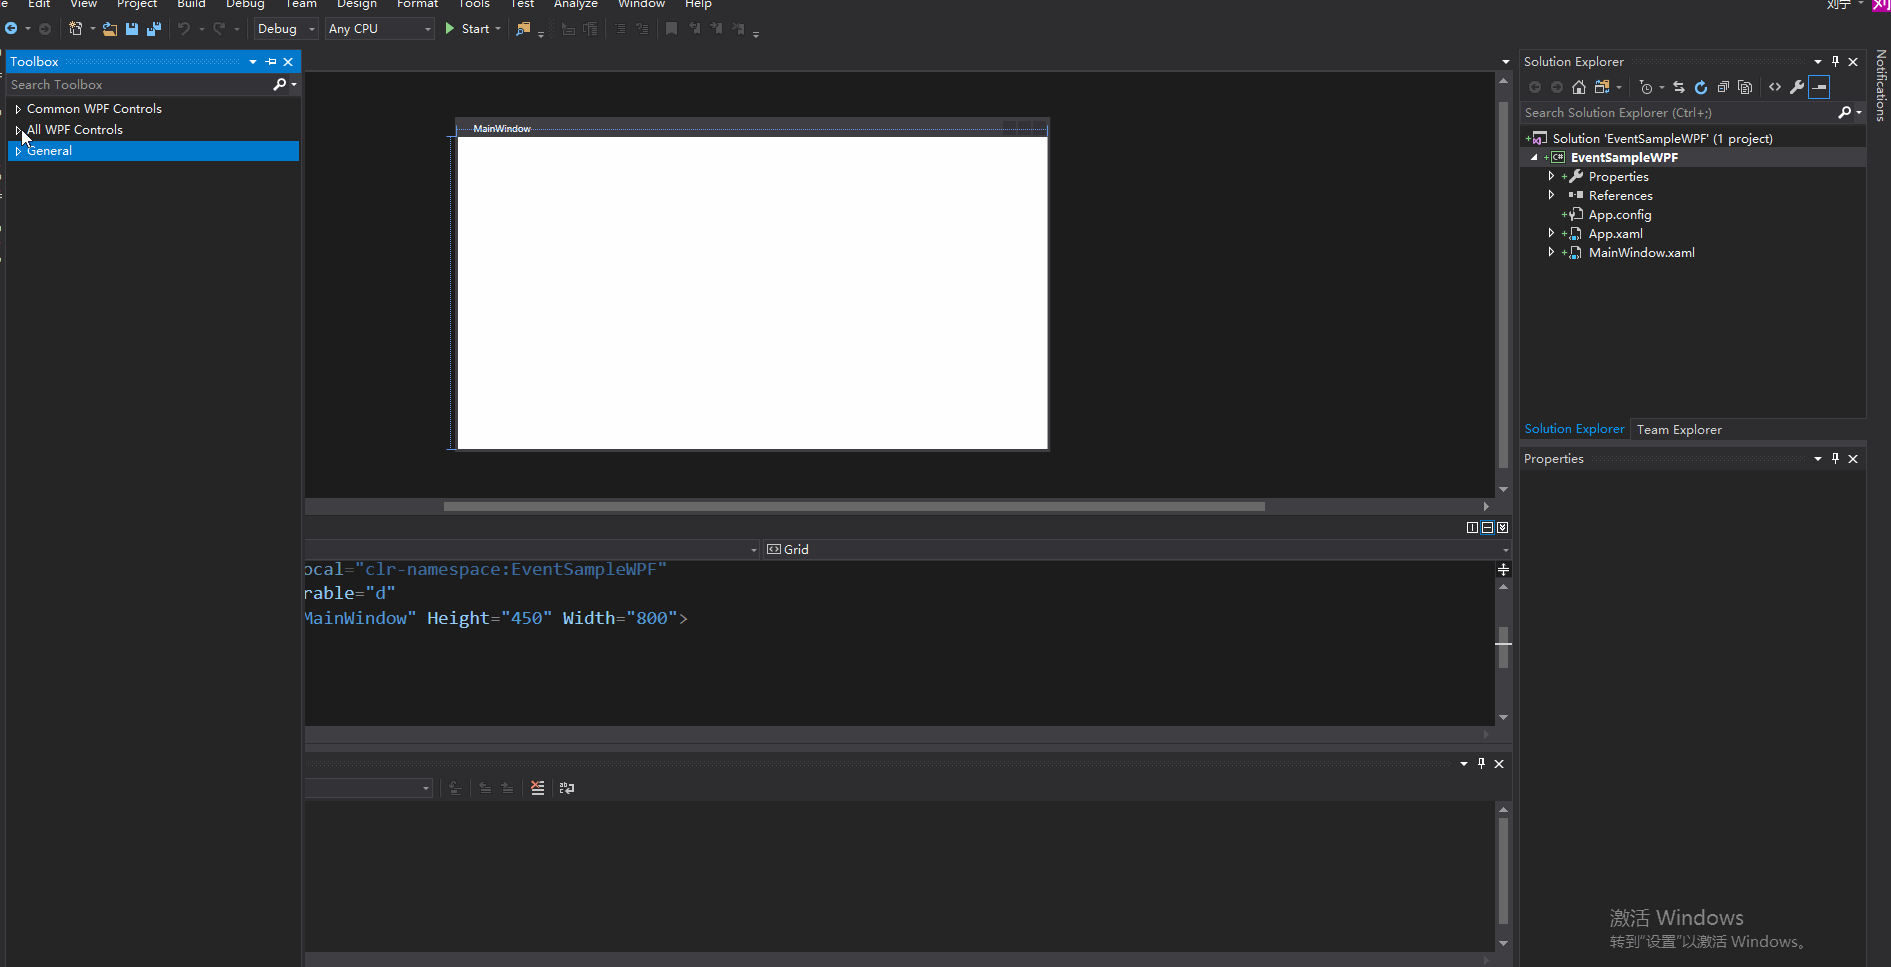 Edit View Project Build Debug Team Design Format Tools Test Analyze Window Help
Debug Any CPU Start
Toolbox
Search Toolbox
Common WPF Controls
All WPF Controls
General
MainWindow
Grid
ocal="clr-namespace:EventSampleWPF"
rable="d"
MainWindow" Height="450" Width="800">
Solution Explorer
Search Solution Explorer (Ctrl+;)
Solution 'EventSampleWPF' (1 project)
C# EventSampleWPF
Properties
References
App.config
App.xaml
MainWindow.xaml
Solution Explorer Team Explorer
Properties
Notifications
激活 Windows
转到"设置"以激活 Windows。